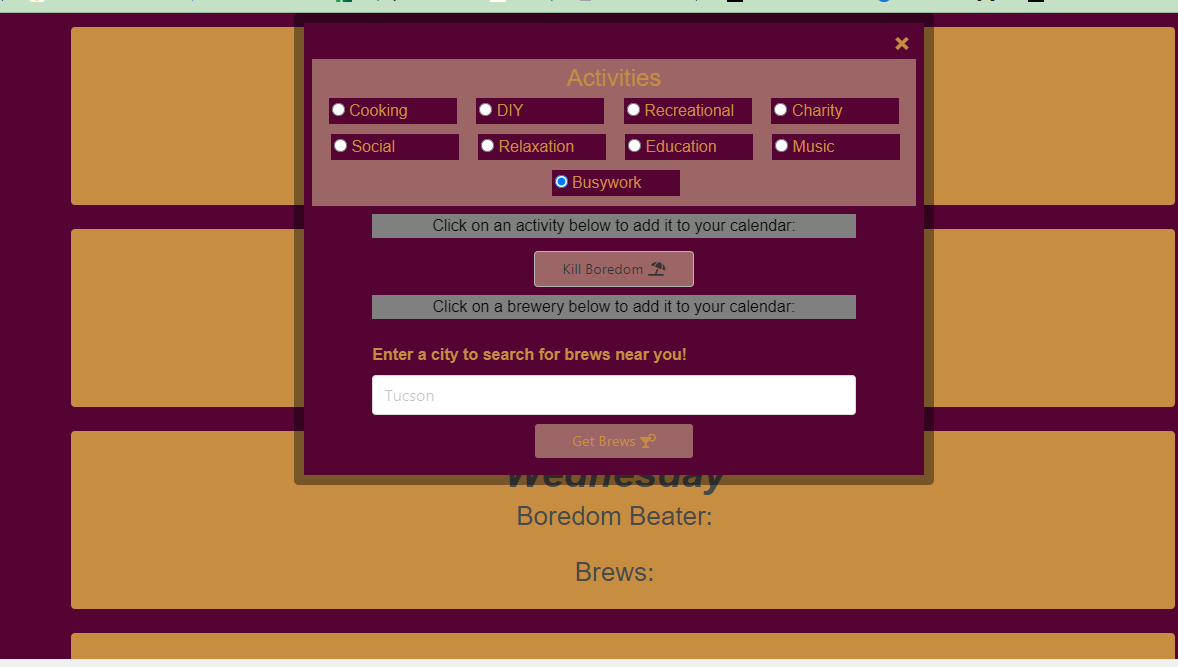 ×
Activities
Cooking DIY Recreational Charity
Social Relaxation Education Music
Busywork
Click on an activity below to add it to your calendar:
Kill Boredom
Click on a brewery below to add it to your calendar:
Enter a city to search for brews near you!
Tucson
Get Brews
Wednesday
Boredom Beater:
Brews: